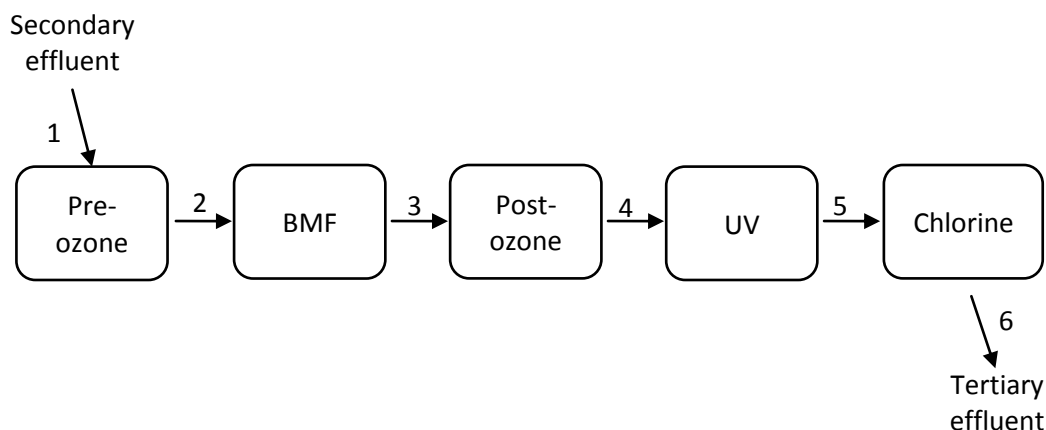 Secondary
effluent
1
Pre-
ozone
2
BMF
3
Post-
ozone
4
UV
5
Chlorine
6
Tertiary
effluent